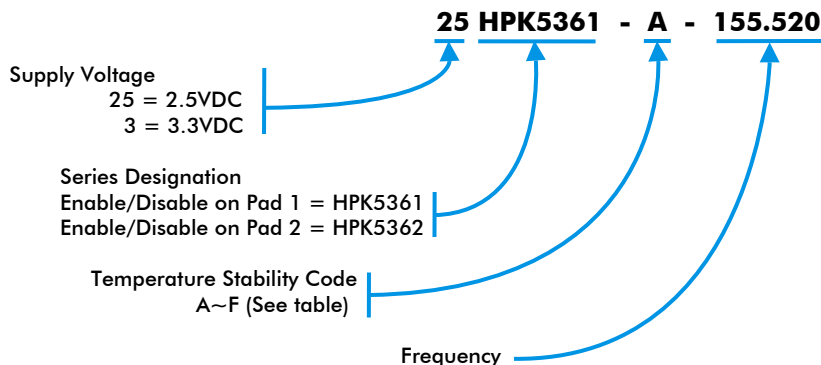 25 HPK5361 - A - 155.520
Supply Voltage
25 = 2.5VDC
3 = 3.3VDC
Series Designation
Enable/Disable on Pad 1 = HPK5361
Enable/Disable on Pad 2 = HPK5362
Temperature Stability Code
A~F (See table)
Frequency